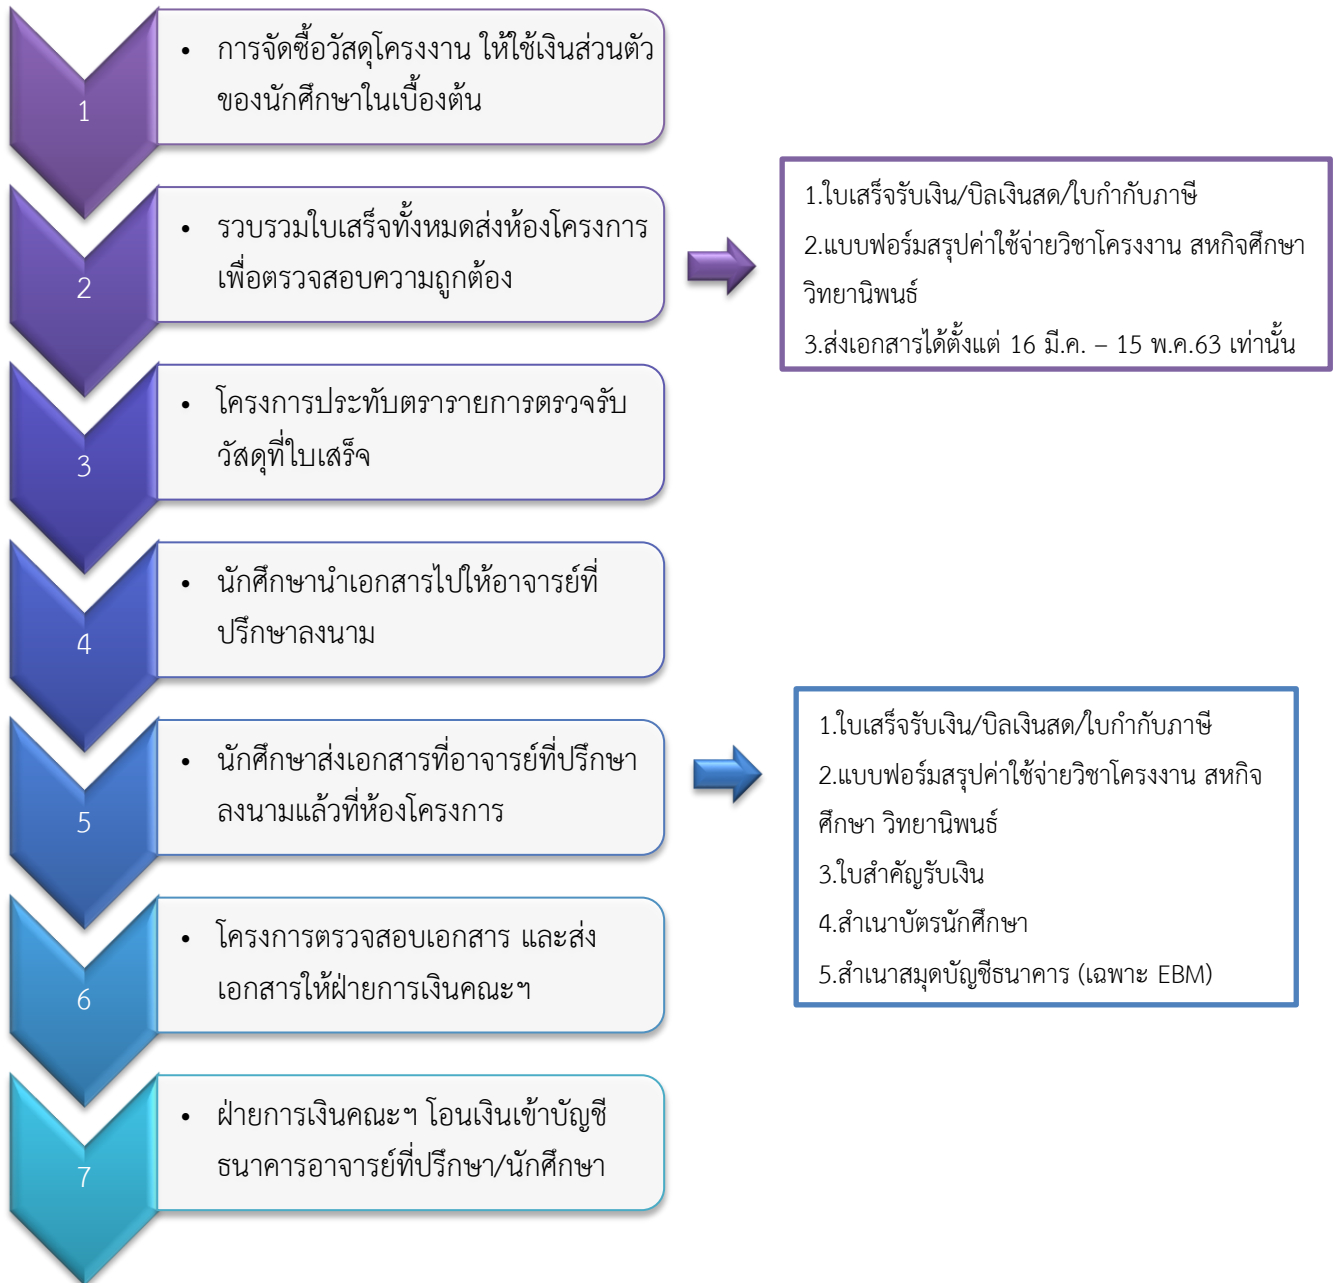 1
• การจัดซื้อวัสดุโครงงาน ให้ใช้เงินส่วนตัว
ของนักศึกษาในเบื้องต้น
2
• รวบรวมใบเสร็จทั้งหมดส่งห้องโครงการ
เพื่อตรวจสอบความถูกต้อง
1.ใบเสร็จรับเงิน/บิลเงินสด/ใบกำกับภาษี
2.แบบฟอร์มสรุปค่าใช้จ่ายวิชาโครงงาน สหกิจศึกษา
วิทยานิพนธ์
3.ส่งเอกสารได้ตั้งแต่ 16 มี.ค. – 15 พ.ค.63 เท่านั้น
3
• โครงการประทับตรารายการตรวจรับ
วัสดุที่ใบเสร็จ
4
• นักศึกษานำเอกสารไปให้อาจารย์ที่
ปรึกษาลงนาม
5
• นักศึกษาส่งเอกสารที่อาจารย์ที่ปรึกษา
ลงนามแล้วที่ห้องโครงการ
1.ใบเสร็จรับเงิน/บิลเงินสด/ใบกำกับภาษี
2.แบบฟอร์มสรุปค่าใช้จ่ายวิชาโครงงาน สหกิจ
ศึกษา วิทยานิพนธ์
3.ใบสำคัญรับเงิน
4.สำเนาบัตรนักศึกษา
5.สำเนาสมุดบัญชีธนาคาร (เฉพาะ EBM)
6
• โครงการตรวจสอบเอกสาร และส่ง
เอกสารให้ฝ่ายการเงินคณะฯ
7
• ฝ่ายการเงินคณะฯ โอนเงินเข้าบัญชี
ธนาคารอาจารย์ที่ปรึกษา/นักศึกษา